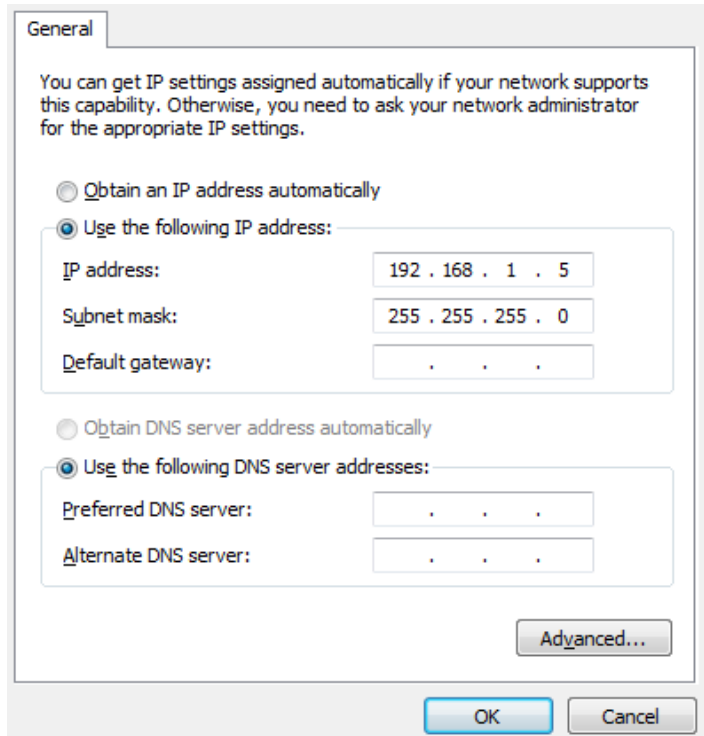 General
You can get IP settings assigned automatically if your network supports
this capability. Otherwise, you need to ask your network administrator
for the appropriate IP settings.
Obtain an IP address automatically
Use the following IP address:
IP address: 192 . 168 . 1 . 5
Subnet mask: 255 . 255 . 255 . 0
Default gateway: . . .
Obtain DNS server address automatically
Use the following DNS server addresses:
Preferred DNS server: . . .
Alternate DNS server: . . .
Advanced...
OK Cancel